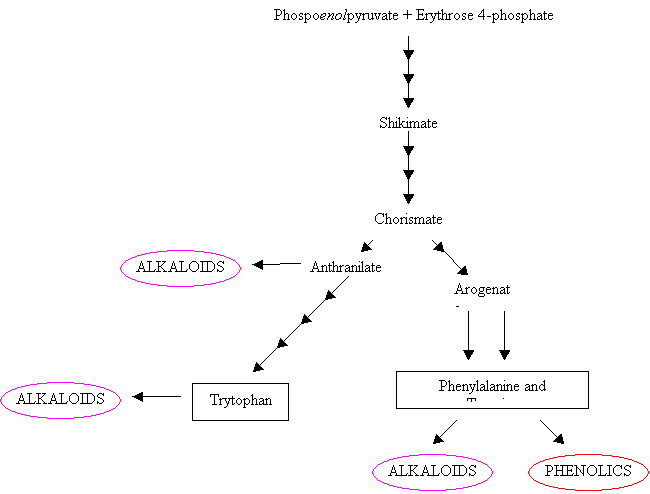 Phospoenolpyruvate + Erythrose 4-phosphate
Shikimate
Chorismate
ALKALOIDS
Anthranilate
Arogenat
ALKALOIDS
Trytophan
Phenylalanine and
ALKALOIDS
PHENOLICS